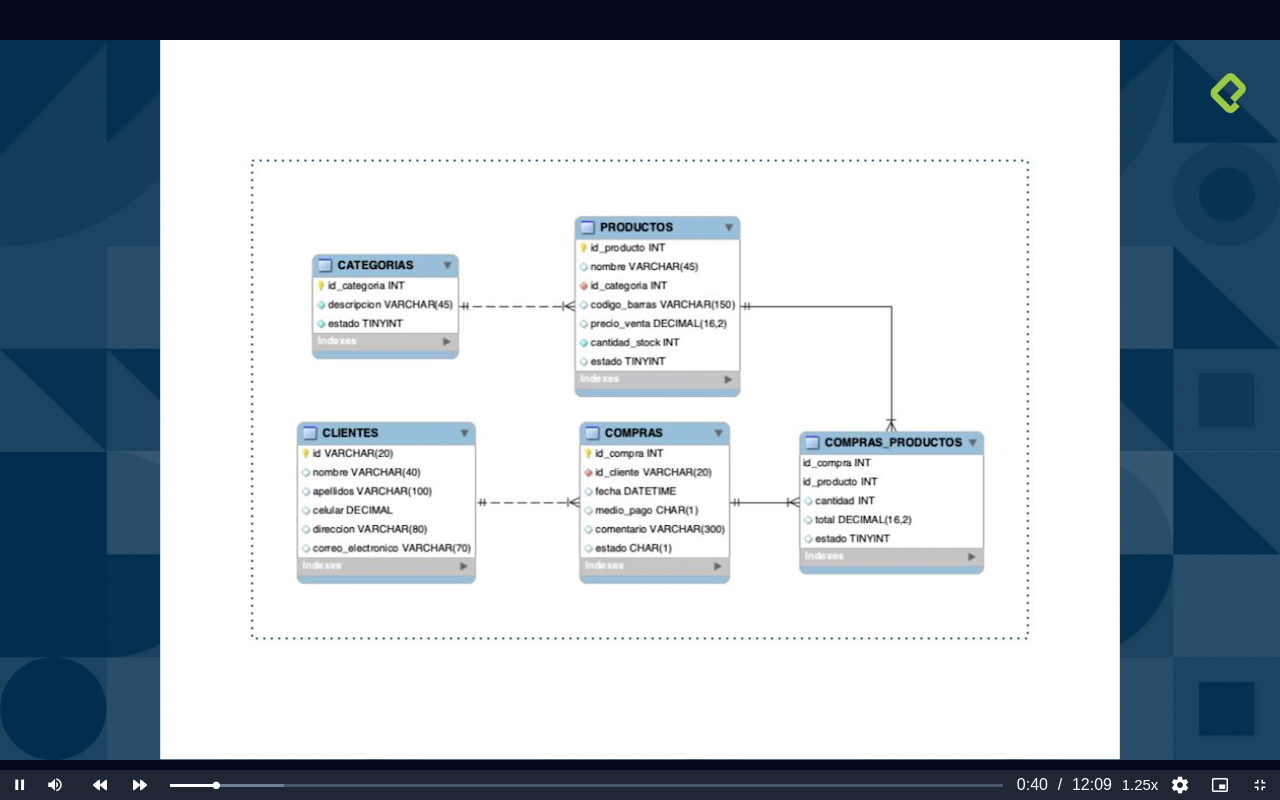 PRODUCTOS
id_producto INT
nombre VARCHAR(45)
id_categoria INT
codigo_barras VARCHAR(150)
precio_venta DECIMAL(16,2)
cantidad_stock INT
estado TINYINT
Indexes
CATEGORIAS
id_categoria INT
descripcion VARCHAR(45)
estado TINYINT
Indexes
CLIENTES
id VARCHAR(20)
nombre VARCHAR(40)
apellidos VARCHAR(100)
celular DECIMAL
direccion VARCHAR(80)
correo_electronico VARCHAR(70)
Indexes
COMPRAS
id_compra INT
id_cliente VARCHAR(20)
fecha DATETIME
medio_pago CHAR(1)
comentario VARCHAR(300)
estado CHAR(1)
Indexes
COMPRAS_PRODUCTOS
id_compra INT
id_producto INT
cantidad INT
total DECIMAL(16,2)
estado TINYINT
Indexes
0:40 / 12:09 1.25x